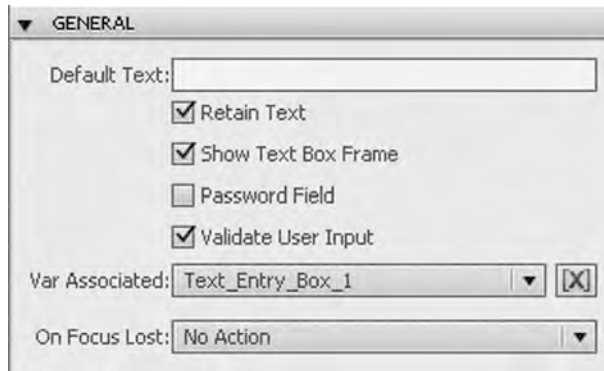 GENERAL
Default Text:
Retain Text
Show Text Box Frame
Password Field
Validate User Input
Var Associated: Text_Entry_Box_1 [X]
On Focus Lost: No Action